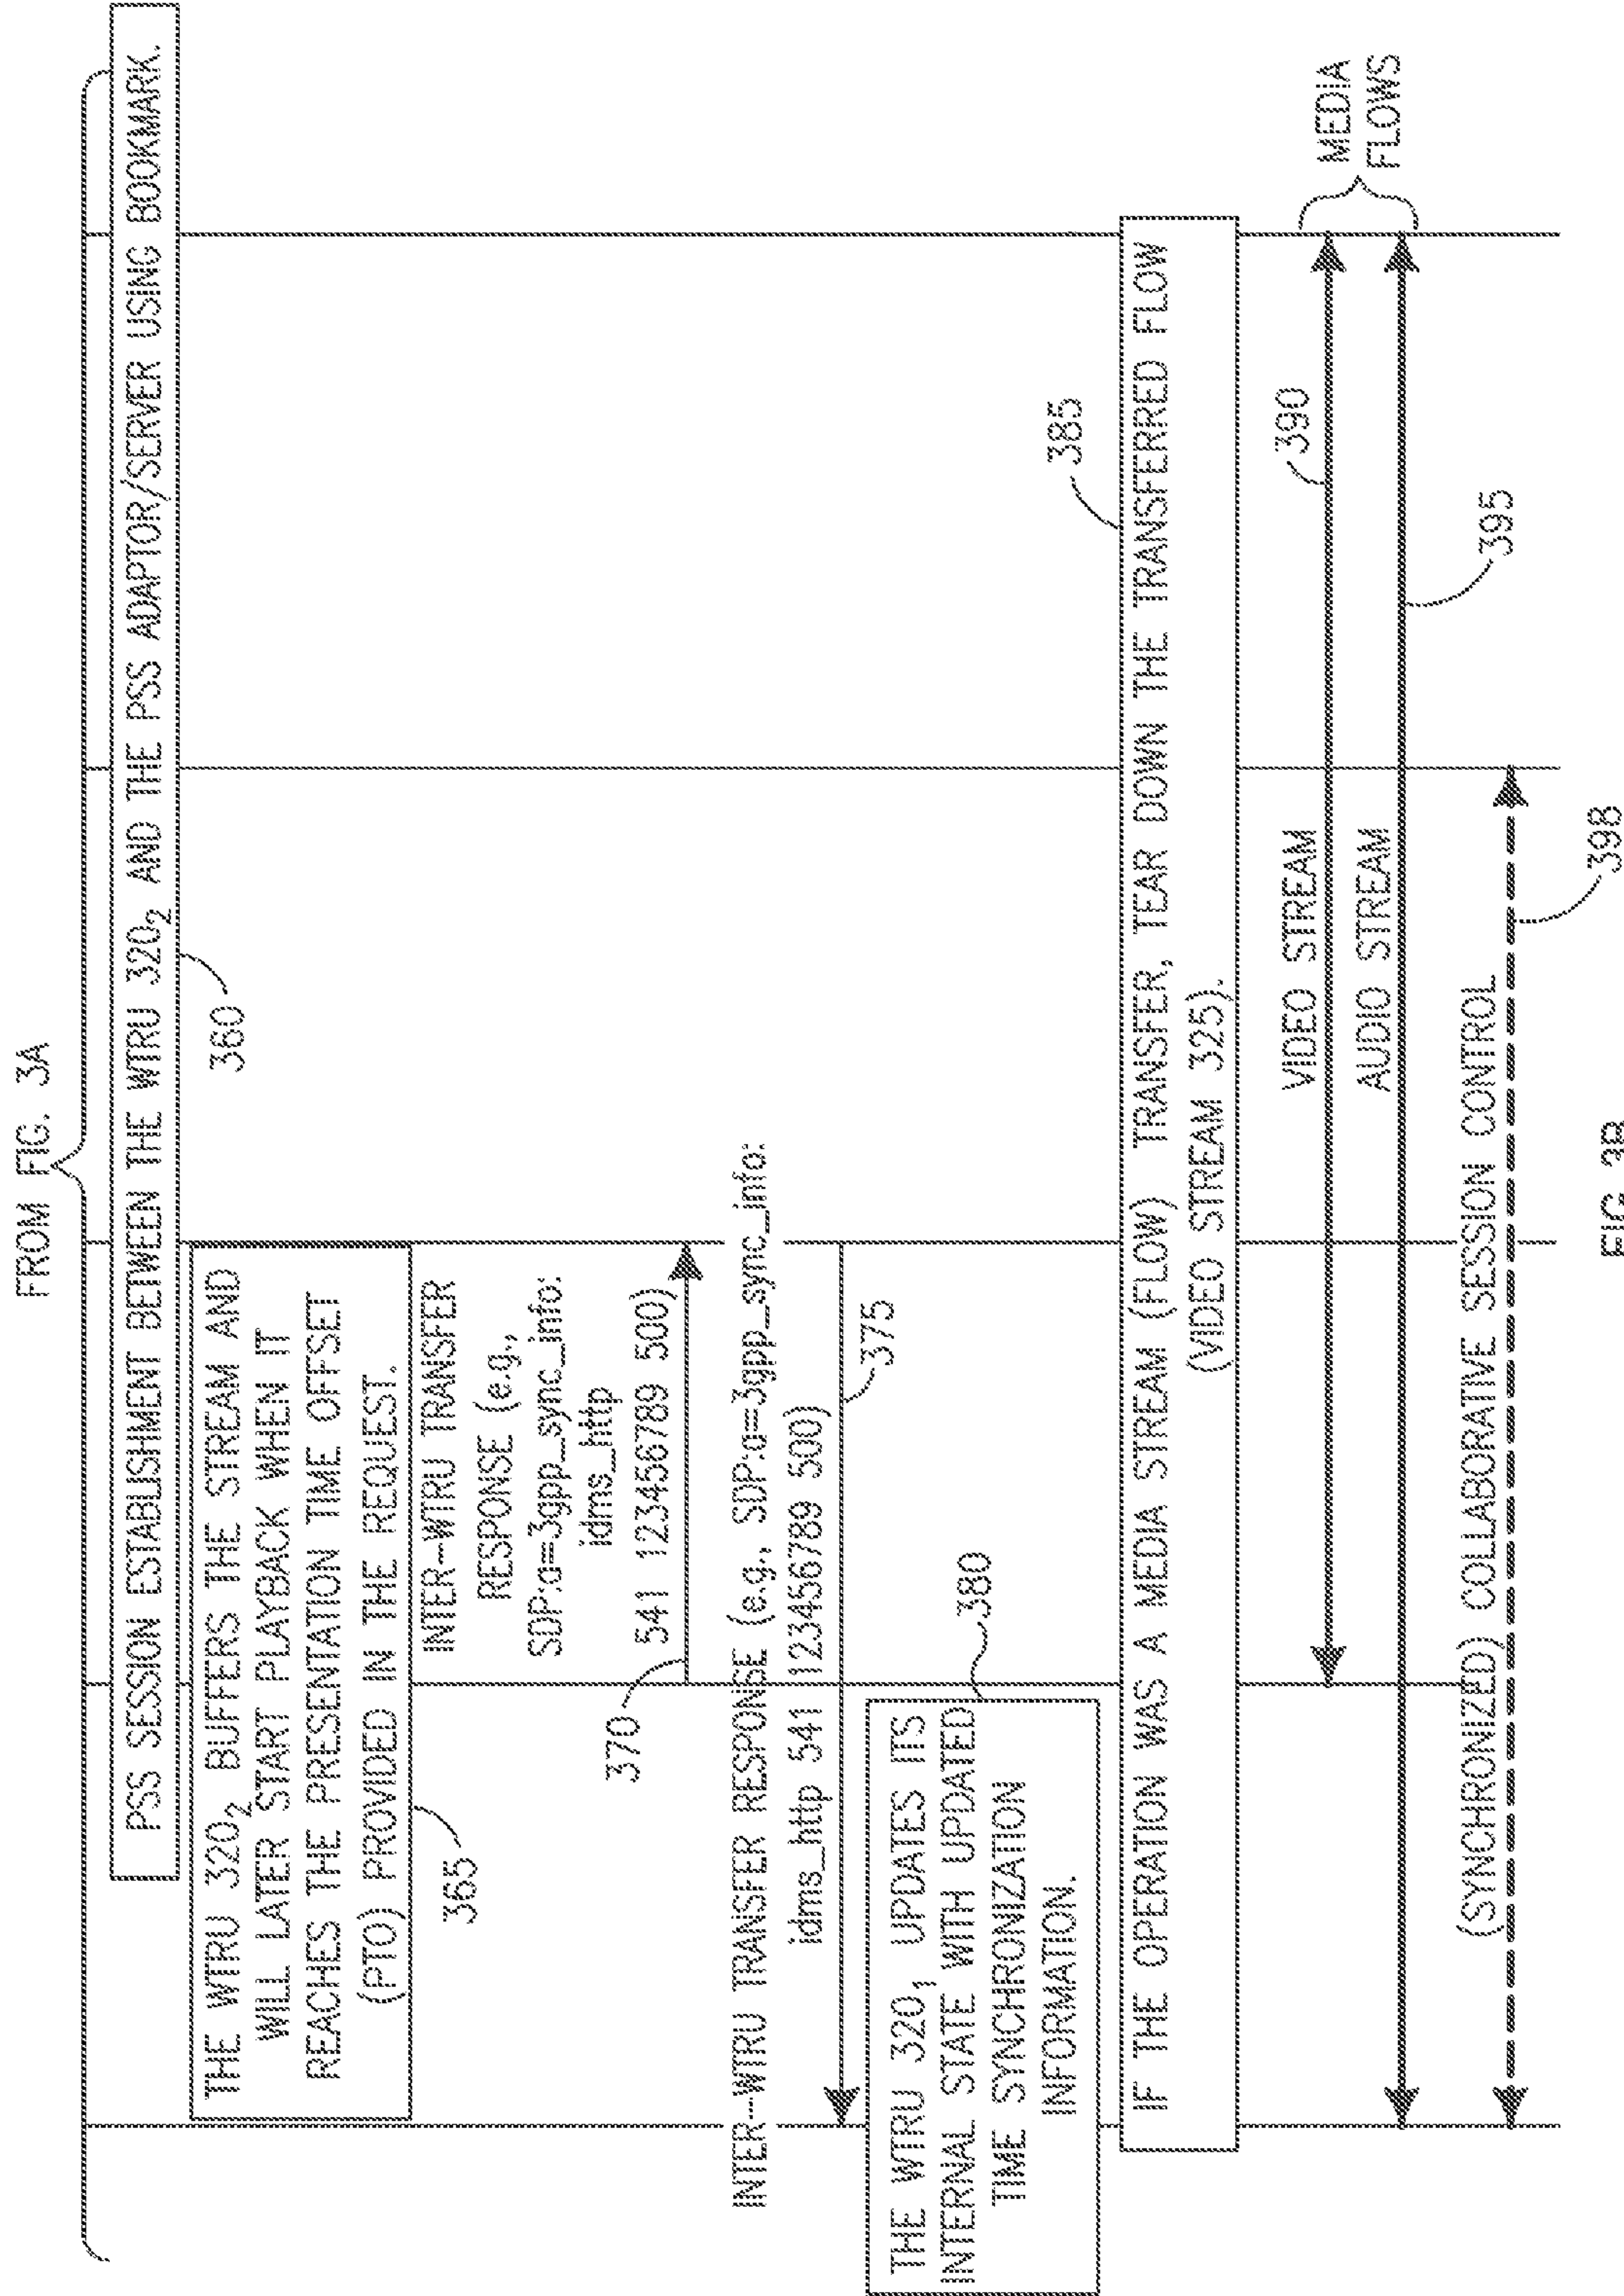 FROM FIG. 3A
PSS SESSION ESTABLISHMENT BETWEEN THE WTRU 320₂ AND THE PSS ADAPTOR/SERVER USING BOOKMARK.
360
THE WTRU 320₂ BUFFERS THE STREAM AND
WILL LATER START PLAYBACK WHEN IT
REACHES THE PRESENTATION TIME OFFSET
(PTO) PROVIDED IN THE REQUEST.
365
INTER-WTRU TRANSFER
RESPONSE (e.g.,
SDP:a=3gpp_sync_info:
idms_http
541 123456789 500)
370
INTER-WTRU TRANSFER RESPONSE (e.g., SDP:a=3gpp_sync_info:
idms_http 541 123456789 500)
375
THE WTRU 320₁ UPDATES ITS
INTERNAL STATE WITH UPDATED
TIME SYNCHRONIZATION
INFORMATION.
380
385
IF THE OPERATION WAS A MEDIA STREAM (FLOW) TRANSFER, TEAR DOWN THE TRANSFERRED FLOW
(VIDEO STREAM 325).
VIDEO STREAM
390
AUDIO STREAM
395
MEDIA
FLOWS
(SYNCHRONIZED) COLLABORATIVE SESSION CONTROL
398
FIG. 3B